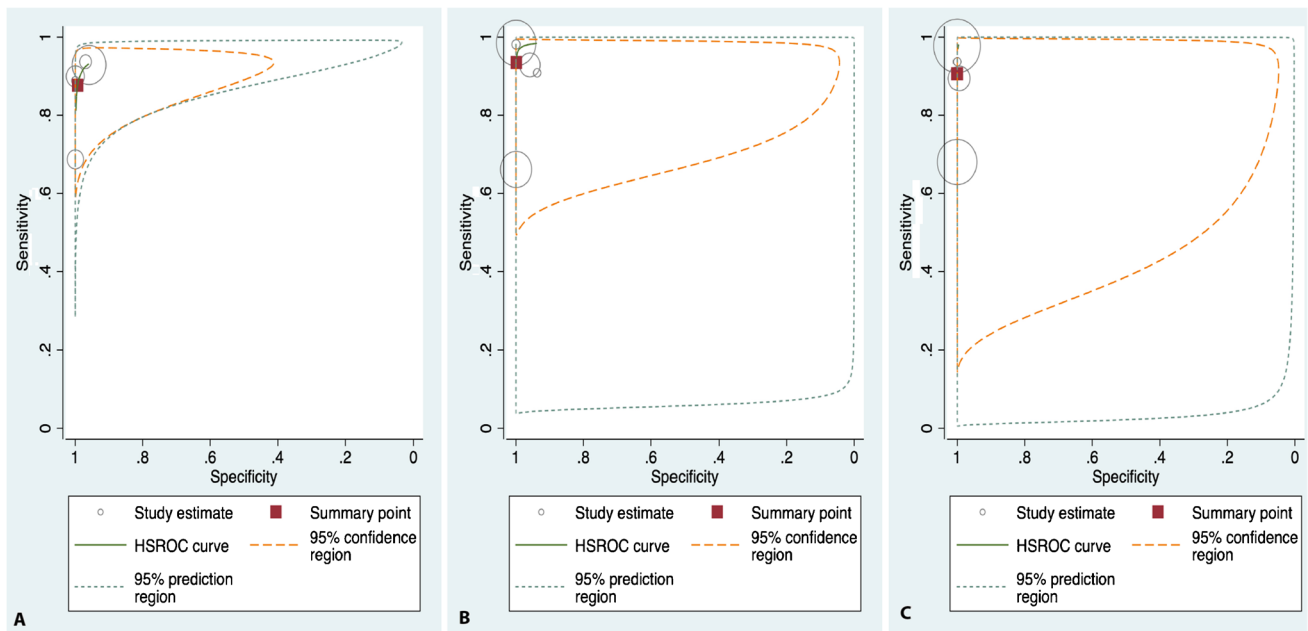 1
.8
.6
.4
.2
0
Sensitivity
1 .8 .6 .4 .2 0
Specificity
Study estimate Summary point
HSROC curve 95% confidence
region
95% prediction
region
A
1
.8
.6
.4
.2
0
Sensitivity
1 .8 .6 .4 .2 0
Specificity
Study estimate Summary point
HSROC curve 95% confidence
region
95% prediction
region
B
1
.8
.6
.4
.2
0
Sensitivity
1 .8 .6 .4 .2 0
Specificity
Study estimate Summary point
HSROC curve 95% confidence
region
95% prediction
region
C